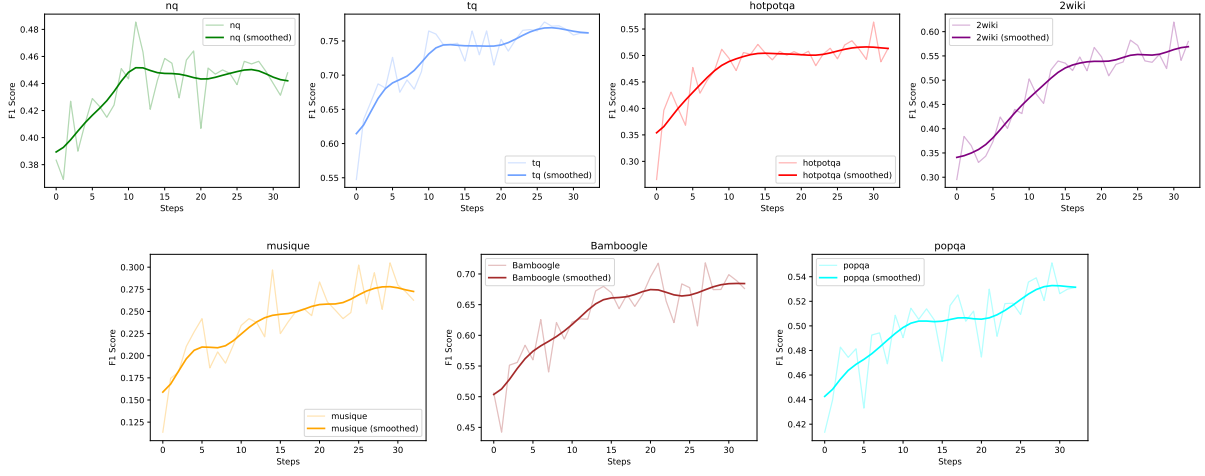 nq
F1 Score
0.48
0.46
0.44
0.42
0.40
0.38
nq
nq (smoothed)
0 5 10 15 20 25 30
Steps
tq
F1 Score
0.75
0.70
0.65
0.60
0.55
tq
tq (smoothed)
0 5 10 15 20 25 30
Steps
hotpotqa
F1 Score
0.55
0.50
0.45
0.40
0.35
0.30
hotpotqa
hotpotqa (smoothed)
0 5 10 15 20 25 30
Steps
2wiki
F1 Score
0.60
0.55
0.50
0.45
0.40
0.35
0.30
2wiki
2wiki (smoothed)
0 5 10 15 20 25 30
Steps
musique
F1 Score
0.300
0.275
0.250
0.225
0.200
0.175
0.150
0.125
musique
musique (smoothed)
0 5 10 15 20 25 30
Steps
Bamboogle
F1 Score
0.70
0.65
0.60
0.55
0.50
0.45
Bamboogle
Bamboogle (smoothed)
0 5 10 15 20 25 30
Steps
popqa
F1 Score
0.54
0.52
0.50
0.48
0.46
0.44
0.42
popqa
popqa (smoothed)
0 5 10 15 20 25 30
Steps